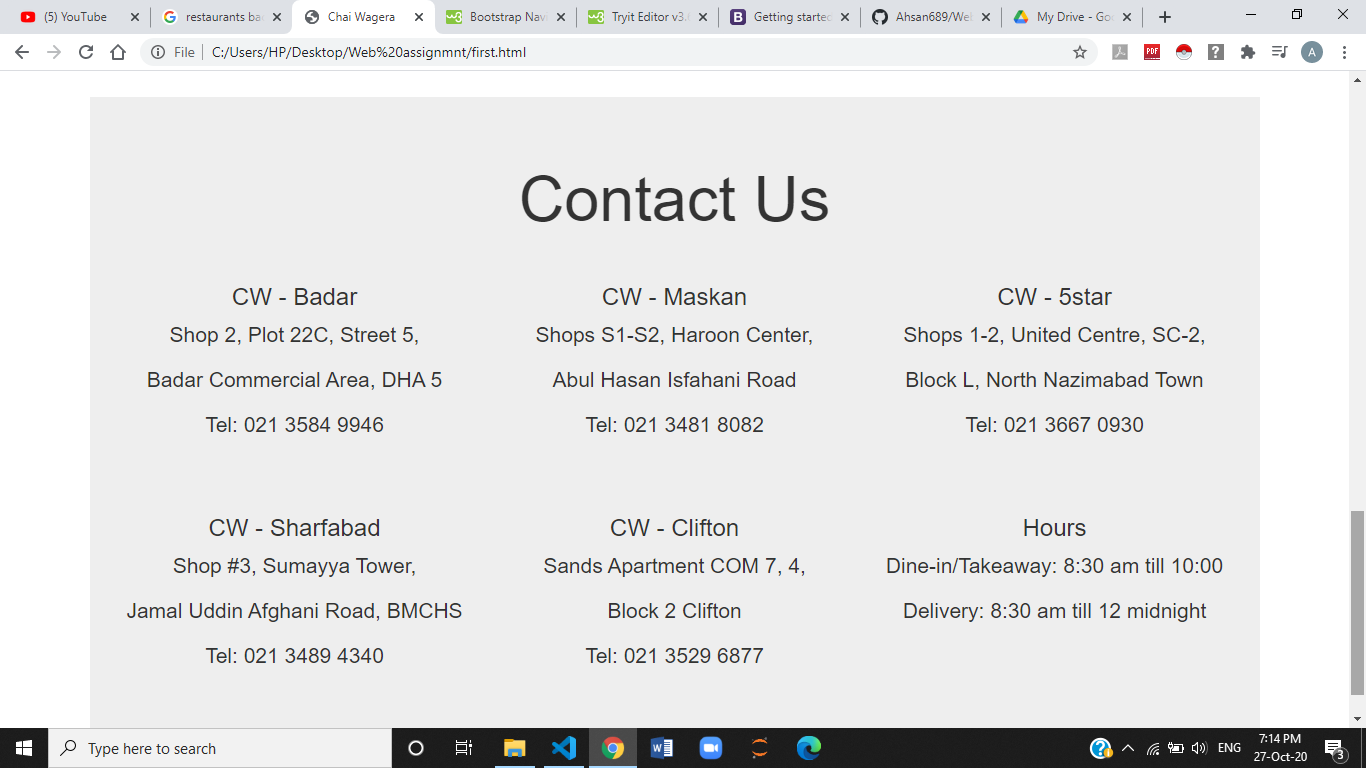 (5) YouTube
restaurants ba
Chai Wagera
Bootstrap Nav
Tryit Editor v3.
Getting started
Ahsan689/We
My Drive - Goo
File
C:/Users/HP/Desktop/Web%20assignmnt/first.html
PDF
A
Contact Us
CW - Badar
Shop 2, Plot 22C, Street 5,
Badar Commercial Area, DHA 5
Tel: 021 3584 9946
CW - Maskan
Shops S1-S2, Haroon Center,
Abul Hasan Isfahani Road
Tel: 021 3481 8082
CW - 5star
Shops 1-2, United Centre, SC-2,
Block L, North Nazimabad Town
Tel: 021 3667 0930
CW - Sharfabad
Shop #3, Sumayya Tower,
Jamal Uddin Afghani Road, BMCHS
Tel: 021 3489 4340
CW - Clifton
Sands Apartment COM 7, 4,
Block 2 Clifton
Tel: 021 3529 6877
Hours
Dine-in/Takeaway: 8:30 am till 10:00
Delivery: 8:30 am till 12 midnight
Type here to search
ENG
7:14 PM
27-Oct-20
3